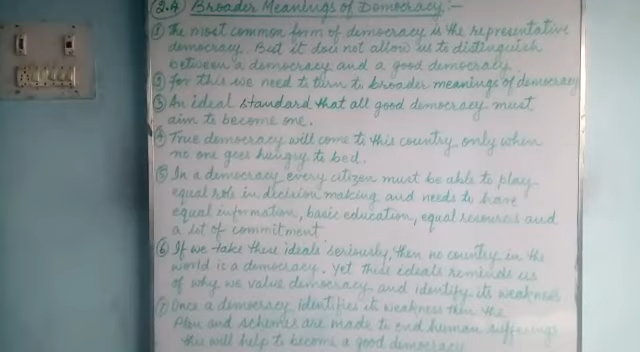 (2.4) Broader Meanings of Democracy :-
① The most common form of democracy is the representative
democracy. But it does not allow us to distinguish
between a democracy and a good democracy.
② For this we need to turn to broader meanings of democracy
③ An ideal standard that all good democracy must
aim to become one.
④ True democracy will come to this country only when
no one goes hungry to bed.
⑤ In a democracy every citizen must be able to play
equal role in decision making and needs to have
equal information, basic education, equal resources and
a lot of commitment
⑥ If we take these ideals seriously, then no country in the
world is a democracy. Yet these ideals reminds us
of why we value democracy and identify its weakness
⑦ Once a democracy identifies its weakness then the
Plan and schemes are made to end human sufferings
this will help to become a good democracy